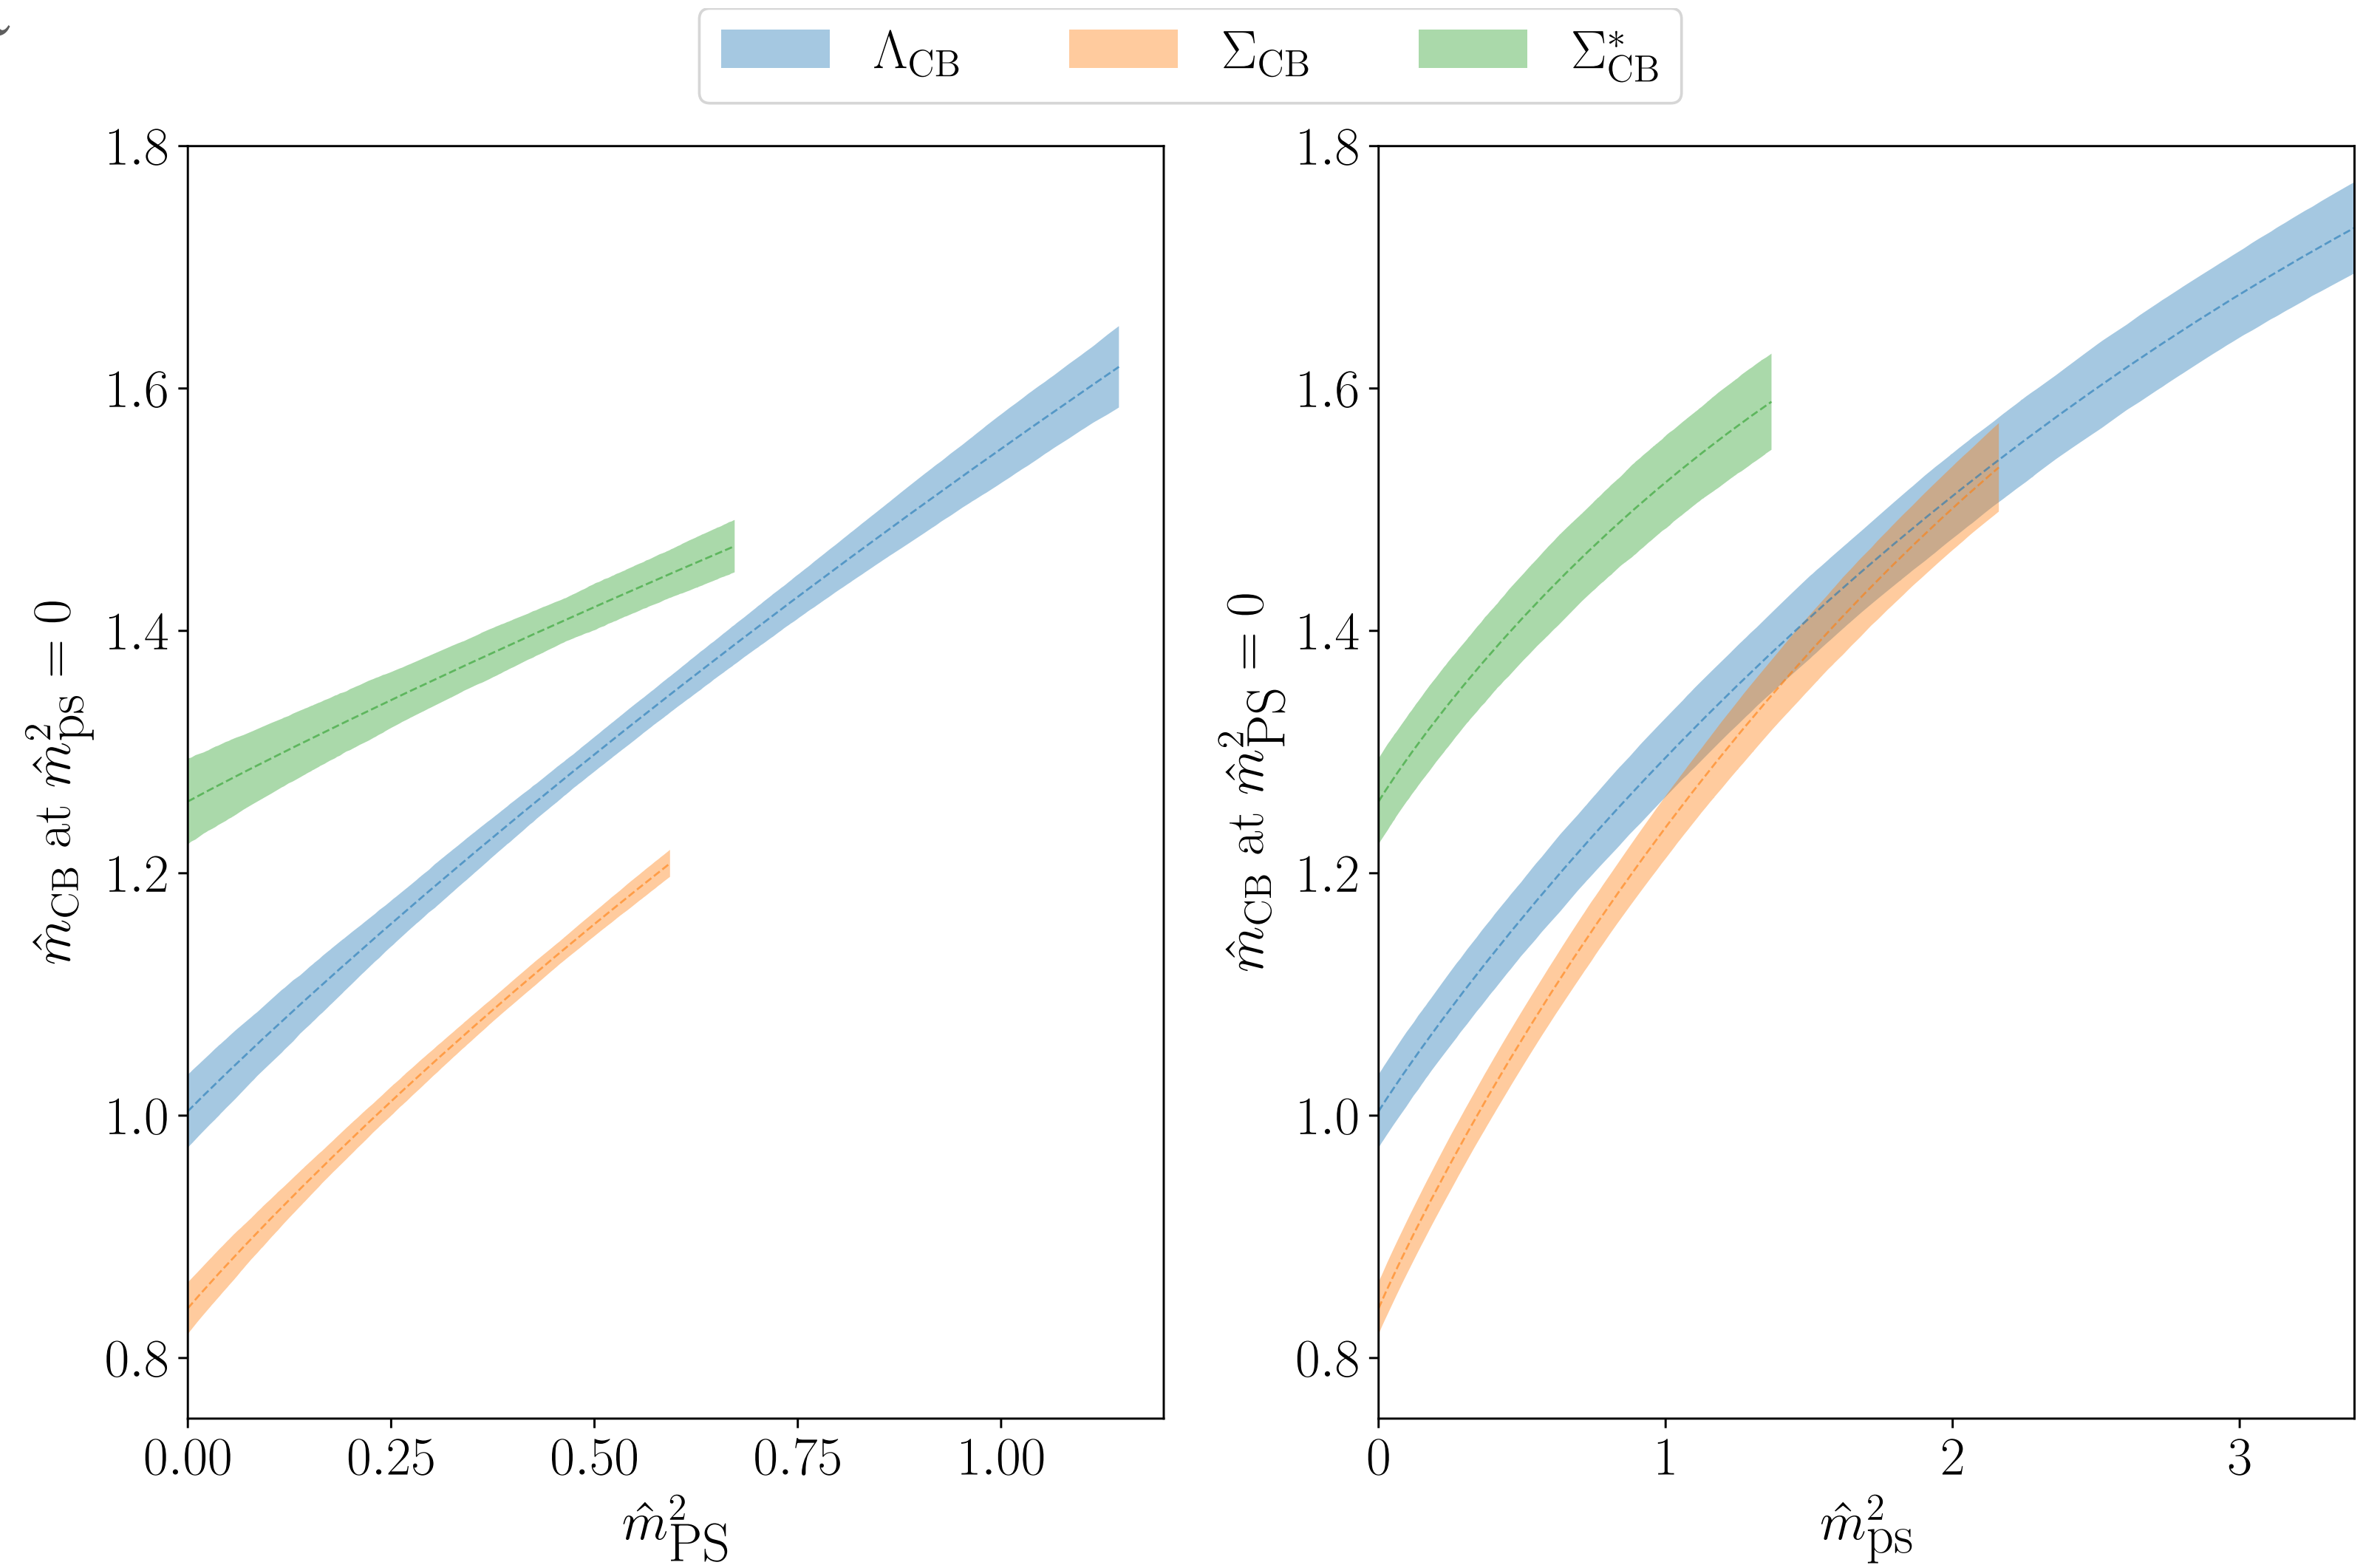 Λ_CB Σ_CB Σ*_CB
1.8 1.8
1.6 1.6
1.4 1.4
1.2 1.2
1.0 1.0
0.8 0.8
m̂_CB at m̂²_ps = 0
m̂_CB at m̂²_PS = 0
0.00 0.25 0.50 0.75 1.00
0 1 2 3
m̂²_PS
m̂²_ps